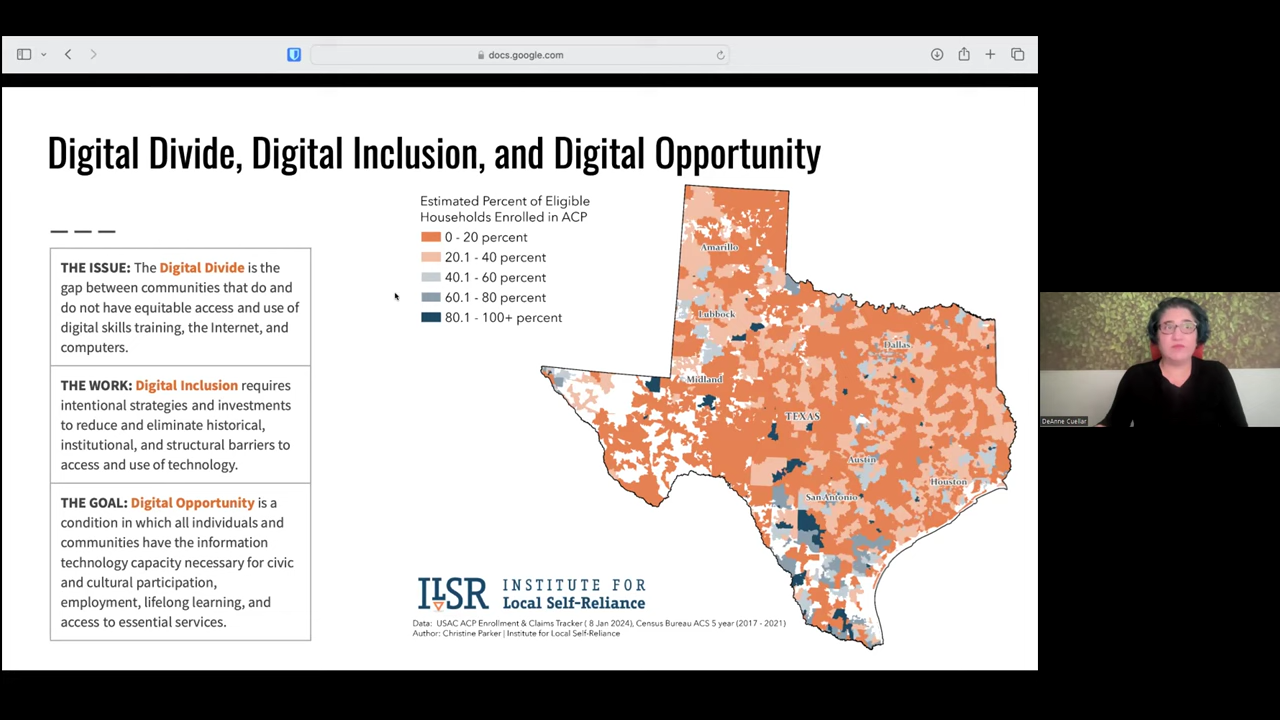 docs.google.com
Digital Divide, Digital Inclusion, and Digital Opportunity
THE ISSUE: The Digital Divide is the
gap between communities that do and
do not have equitable access and use of
digital skills training, the Internet, and
computers.
THE WORK: Digital Inclusion requires
intentional strategies and investments
to reduce and eliminate historical,
institutional, and structural barriers to
access and use of technology.
THE GOAL: Digital Opportunity is a
condition in which all individuals and
communities have the information
technology capacity necessary for civic
and cultural participation,
employment, lifelong learning, and
access to essential services.
Estimated Percent of Eligible
Households Enrolled in ACP
0 - 20 percent
20.1 - 40 percent
40.1 - 60 percent
60.1 - 80 percent
80.1 - 100+ percent
Amarillo
Lubbock
Dallas
Midland
TEXAS
Austin
Houston
San Antonio
ILSR INSTITUTE FOR
Local Self-Reliance
Data: USAC ACP Enrollment & Claims Tracker ( 8 Jan 2024), Census Bureau ACS 5 year (2017 - 2021)
Author: Christine Parker | Institute for Local Self-Reliance
DeAnne Cuellar